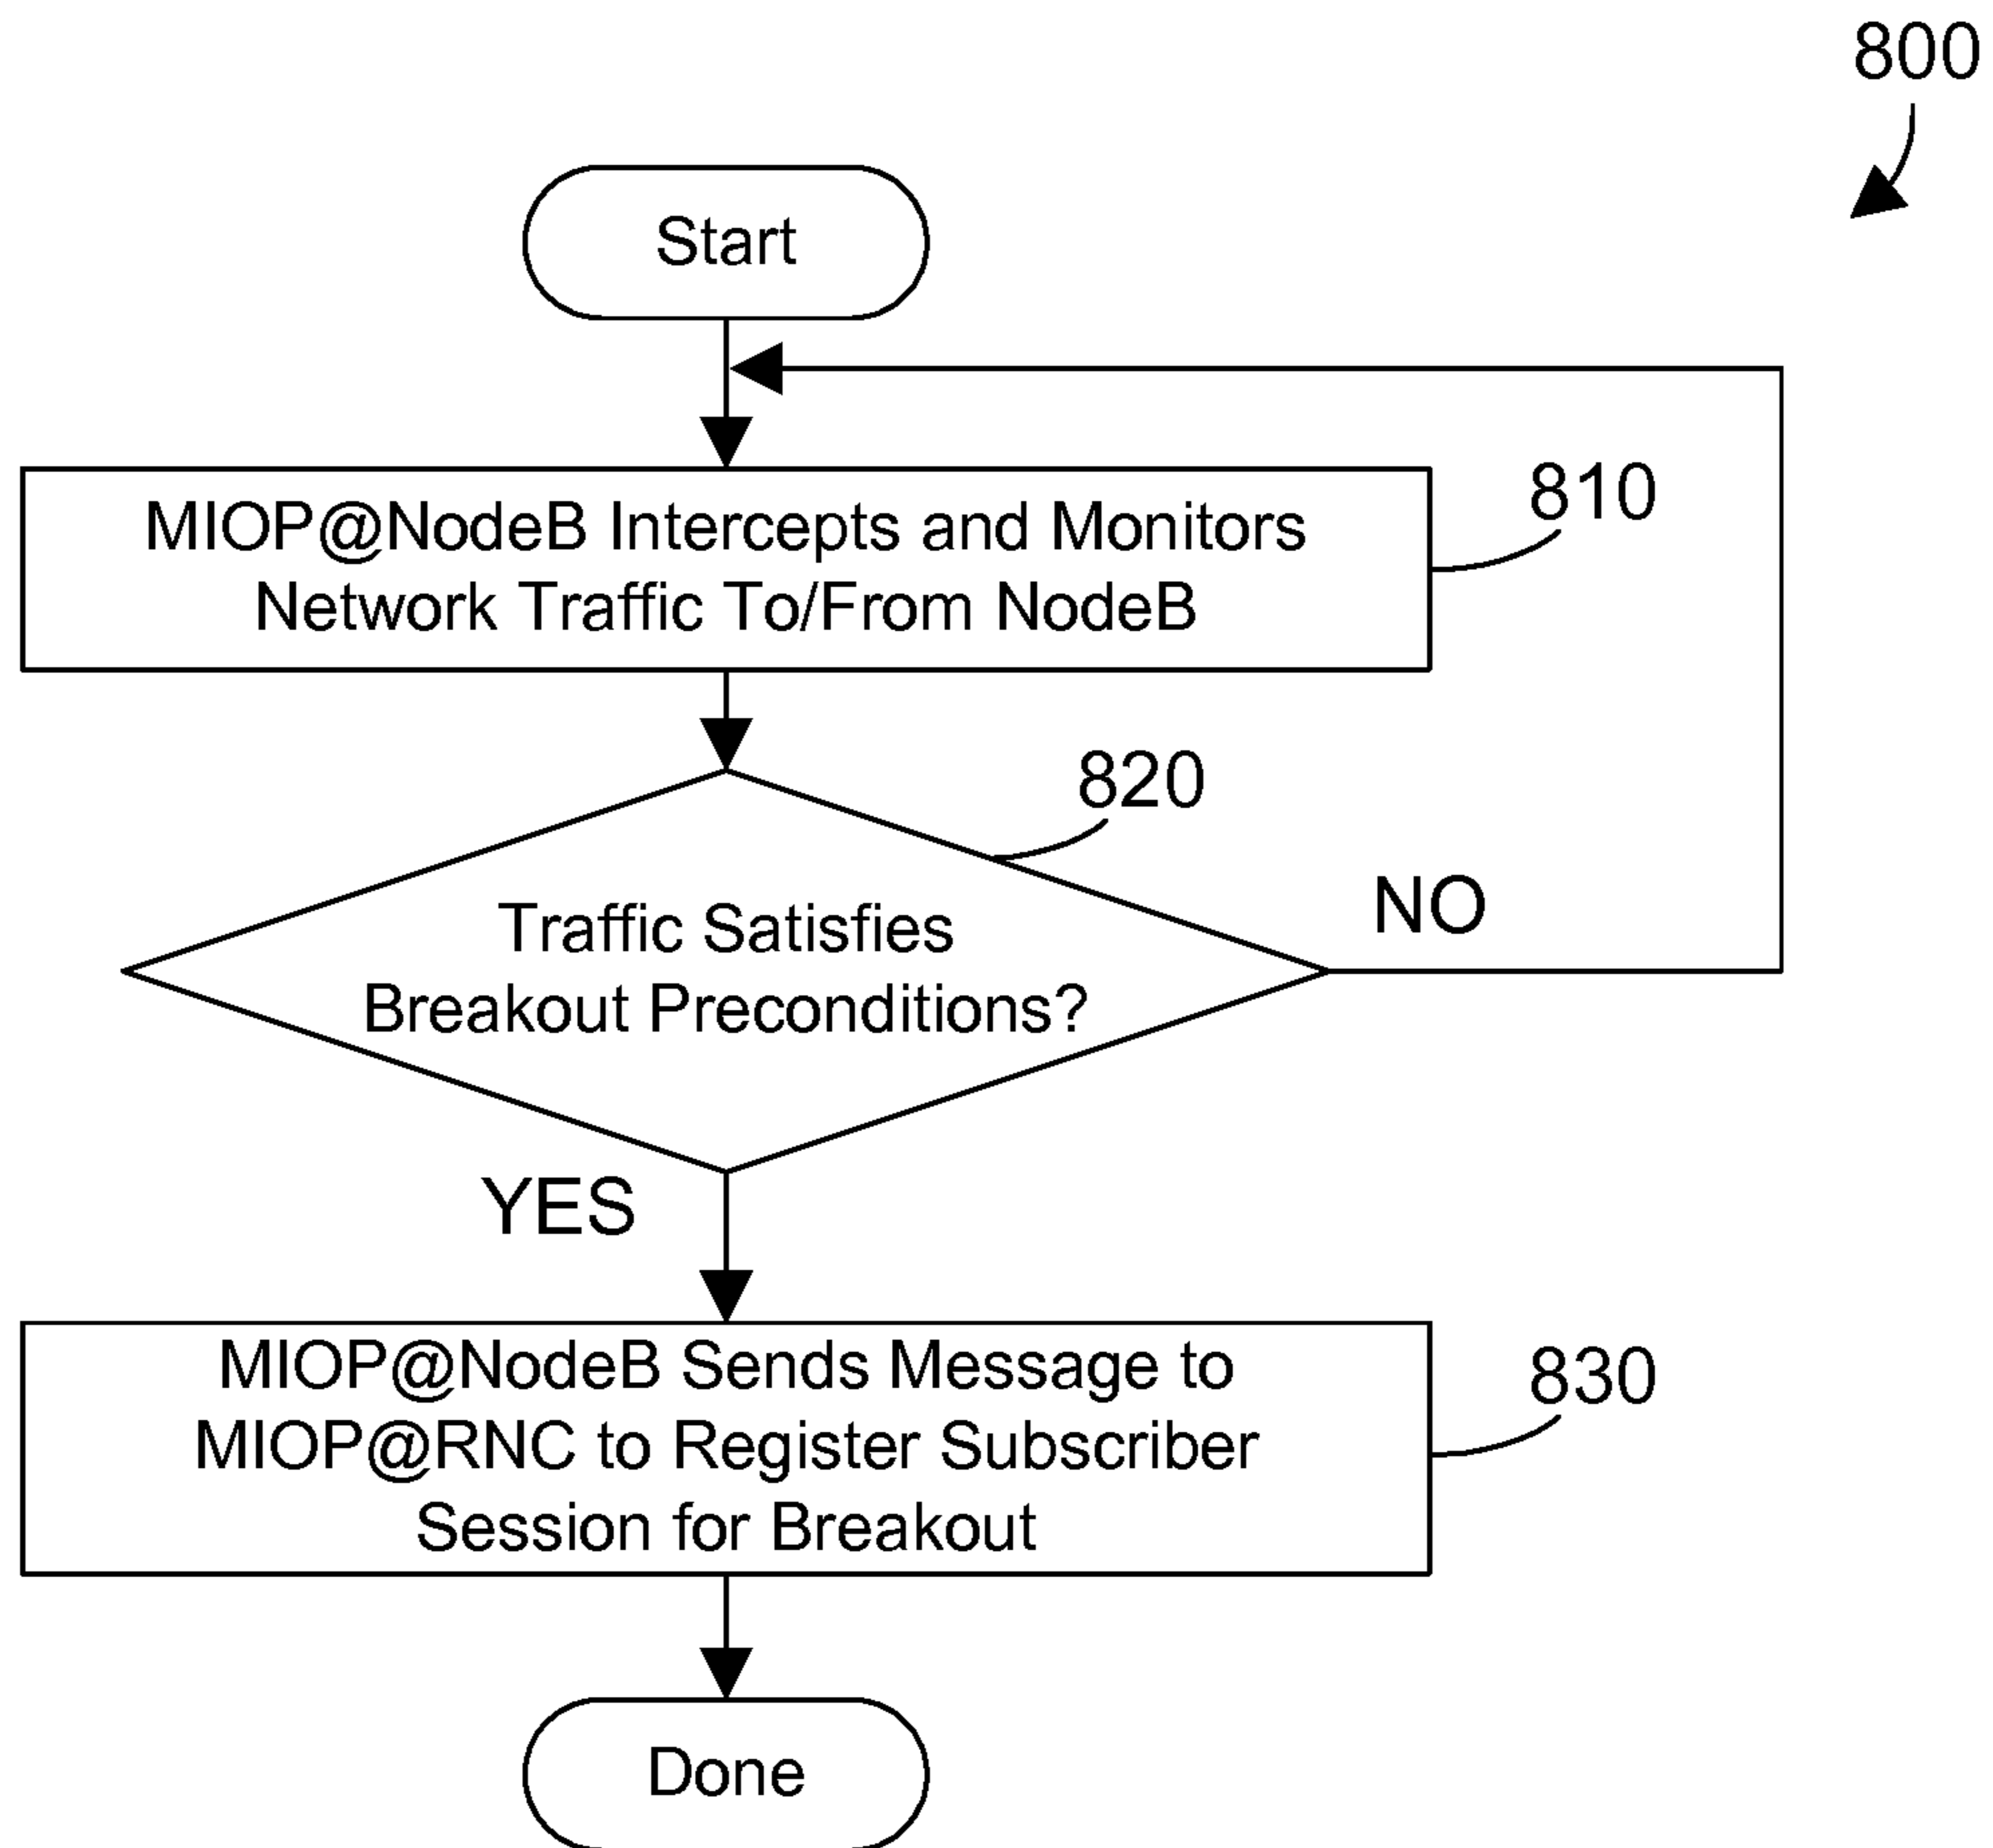 800
Start
MIOP@NodeB Intercepts and Monitors
Network Traffic To/From NodeB
810
820
Traffic Satisfies
Breakout Preconditions?
NO
YES
MIOP@NodeB Sends Message to
MIOP@RNC to Register Subscriber
Session for Breakout
830
Done